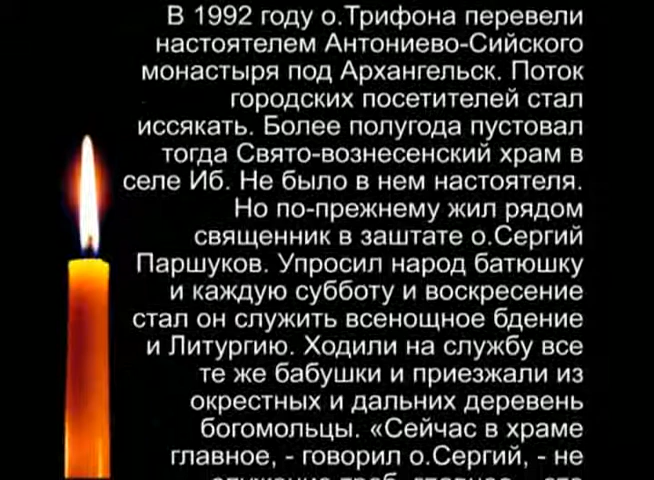 В 1992 году о.Трифона перевели
настоятелем Антониево-Сийского
монастыря под Архангельск. Поток
городских посетителей стал
иссякать. Более полугода пустовал
тогда Свято-вознесенский храм в
селе Иб. Не было в нем настоятеля.
Но по-прежнему жил рядом
священник в заштате о.Сергий
Паршуков. Упросил народ батюшку
и каждую субботу и воскресение
стал он служить всенощное бдение
и Литургию. Ходили на службу все
те же бабушки и приезжали из
окрестных и дальних деревень
богомольцы. «Сейчас в храме
главное, - говорил о.Сергий, - не